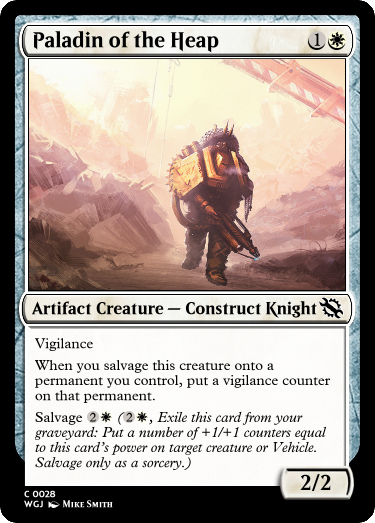 Paladin of the Heap 1
Artifact Creature — Construct Knight
Vigilance
When you salvage this creature onto a
permanent you control, put a vigilance counter
on that permanent.
Salvage 2 (2, Exile this card from your
graveyard: Put a number of +1/+1 counters equal
to this card's power on target creature or Vehicle.
Salvage only as a sorcery.)
2/2
C 0028
WGJ Mike Smith